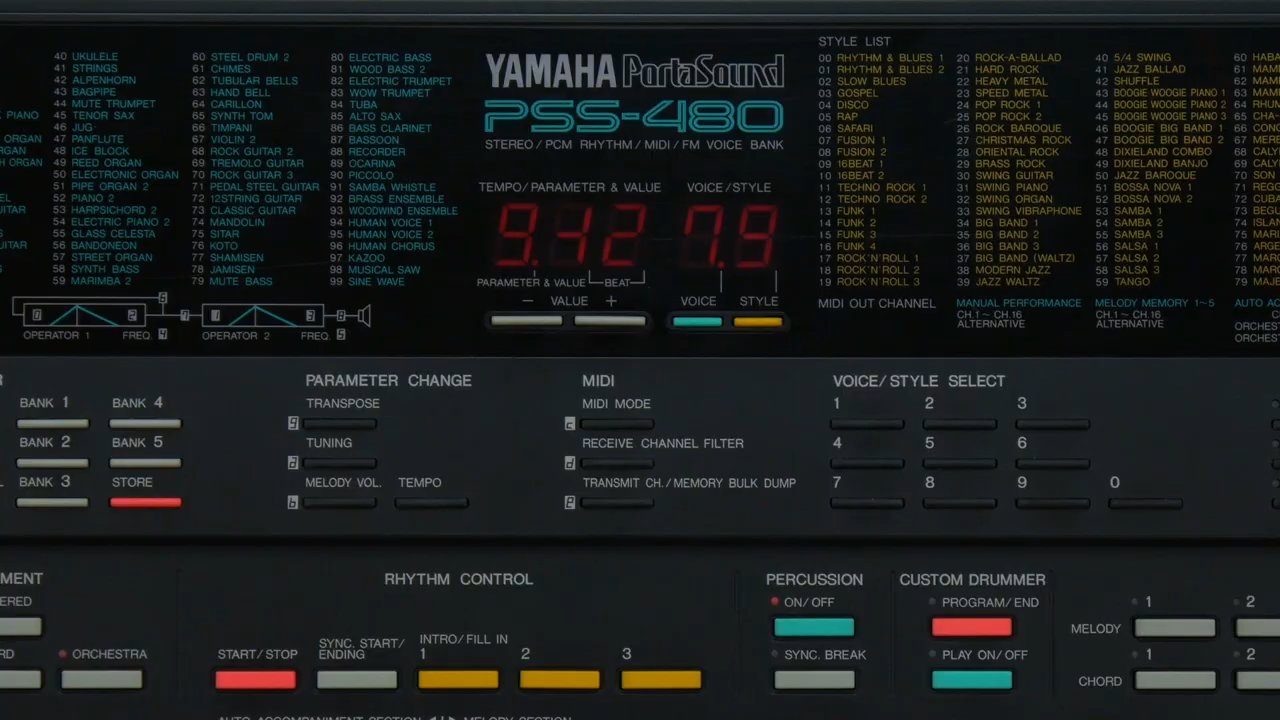 40 UKULELE
41 STRINGS
42 ALPENHORN
43 BAGPIPE
44 MUTE TRUMPET
45 TENOR SAX
46 JUG
47 PANFLUTE
48 ICE BLOCK
49 REED ORGAN
50 ELECTRONIC ORGAN
51 PIPE ORGAN 2
52 PIANO 2
53 HARPSICHORD 2
54 ELECTRIC PIANO 2
55 GLASS CELESTA
56 BANDONEON
57 STREET ORGAN
58 SYNTH BASS
59 MARIMBA 2
60 STEEL DRUM 2
61 CHIMES
62 TUBULAR BELLS
63 HAND BELL
64 CARILLON
65 SYNTH TOM
66 TIMPANI
67 VIOLIN 2
68 ROCK GUITAR 2
69 TREMOLO GUITAR
70 ROCK GUITAR 3
71 PEDAL STEEL GUITAR
72 12STRING GUITAR
73 CLASSIC GUITAR
74 MANDOLIN
75 SITAR
76 KOTO
77 SHAMISEN
78 JAMISEN
79 MUTE BASS
80 ELECTRIC BASS
81 WOOD BASS 2
82 ELECTRIC TRUMPET
83 WOW TRUMPET
84 TUBA
85 ALTO SAX
86 BASS CLARINET
87 BASSOON
88 RECORDER
89 OCARINA
90 PICCOLO
91 SAMBA WHISTLE
92 BRASS ENSEMBLE
93 WOODWIND ENSEMBLE
94 HUMAN VOICE 1
95 HUMAN VOICE 2
96 HUMAN CHORUS
97 KAZOO
98 MUSICAL SAW
99 SINE WAVE
PIANO
ORGAN
ORGAN
OPERATOR 1 FREQ. 4
OPERATOR 2 FREQ. 5
YAMAHA PortaSound
PSS-480
STEREO/PCM RHYTHM/MIDI/FM VOICE BANK
TEMPO/PARAMETER & VALUE VOICE/STYLE
PARAMETER & VALUE BEAT
− VALUE + VOICE STYLE
STYLE LIST
00 RHYTHM & BLUES 1
01 RHYTHM & BLUES 2
02 SLOW BLUES
03 GOSPEL
04 DISCO
05 RAP
06 SAFARI
07 FUSION 1
08 FUSION 2
09 16BEAT 1
10 16BEAT 2
11 TECHNO ROCK 1
12 TECHNO ROCK 2
13 FUNK 1
14 FUNK 2
15 FUNK 3
16 FUNK 4
17 ROCK'N'ROLL 1
18 ROCK'N'ROLL 2
19 ROCK'N'ROLL 3
20 ROCK-A-BALLAD
21 HARD ROCK
22 HEAVY METAL
23 SPEED METAL
24 POP ROCK 1
25 POP ROCK 2
26 ROCK BAROQUE
27 CHRISTMAS ROCK
28 ORIENTAL ROCK
29 BRASS ROCK
30 SWING GUITAR
31 SWING PIANO
32 SWING ORGAN
33 SWING VIBRAPHONE
34 BIG BAND 1
35 BIG BAND 2
36 BIG BAND 3
37 BIG BAND (WALTZ)
38 MODERN JAZZ
39 JAZZ WALTZ
40 5/4 SWING
41 JAZZ BALLAD
42 SHUFFLE
43 BOOGIE WOOGIE PIANO 1
44 BOOGIE WOOGIE PIANO 2
45 BOOGIE WOOGIE PIANO 3
46 BOOGIE BIG BAND 1
47 BOOGIE BIG BAND 2
48 DIXIELAND COMBO
49 DIXIELAND BANJO
50 JAZZ BAROQUE
51 BOSSA NOVA 1
52 BOSSA NOVA 2
53 SAMBA 1
54 SAMBA 2
55 SAMBA 3
56 SALSA 1
57 SALSA 2
58 SALSA 3
59 TANGO
60 HABA
MIDI OUT CHANNEL
MANUAL PERFORMANCE
CH.1~CH.16
ALTERNATIVE
MELODY MEMORY 1~5
CH.1~CH.16
ALTERNATIVE
AUTO AC
ORCHES
ORCHES
BANK 1 BANK 4
BANK 2 BANK 5
BANK 3 STORE
PARAMETER CHANGE
TRANSPOSE
TUNING
MELODY VOL. TEMPO
MIDI
MIDI MODE
RECEIVE CHANNEL FILTER
TRANSMIT CH./MEMORY BULK DUMP
VOICE/STYLE SELECT
1 2 3
4 5 6
7 8 9 0
MENT
ERED
RD ORCHESTRA
RHYTHM CONTROL
START/STOP
SYNC. START/
ENDING
INTRO/FILL IN
1 2 3
PERCUSSION
ON/OFF
SYNC. BREAK
CUSTOM DRUMMER
PROGRAM/END
PLAY ON/OFF
1 2
MELODY
1 2
CHORD